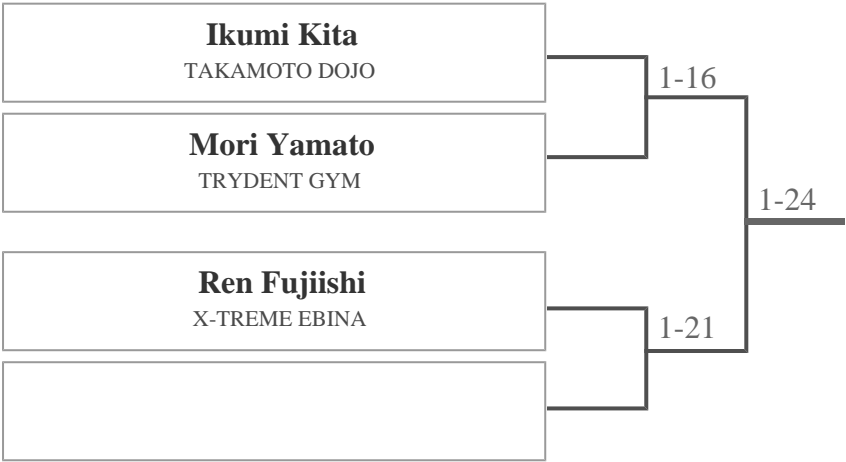 Ikumi Kita
TAKAMOTO DOJO
1-16
Mori Yamato
TRYDENT GYM
1-24
Ren Fujiishi
X-TREME EBINA
1-21